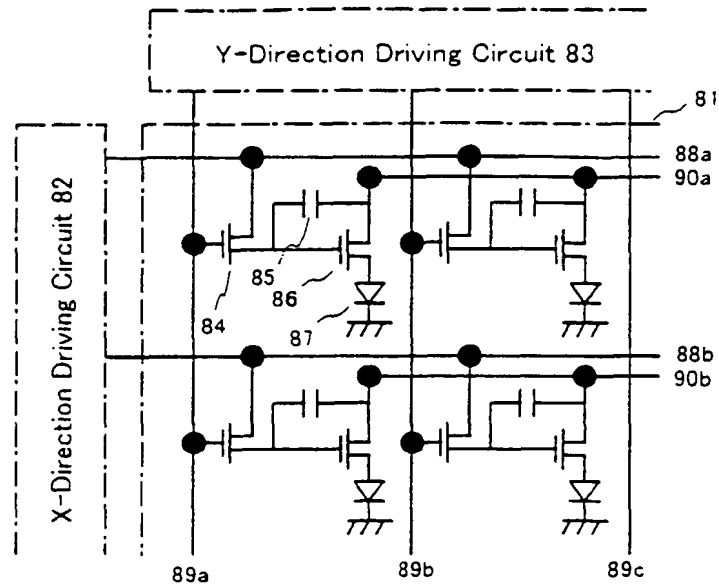 Y-Direction Driving Circuit 83
81
X-Direction Driving Circuit 82
88a
90a
85
86
84
87
88b
90b
89a
89b
89c